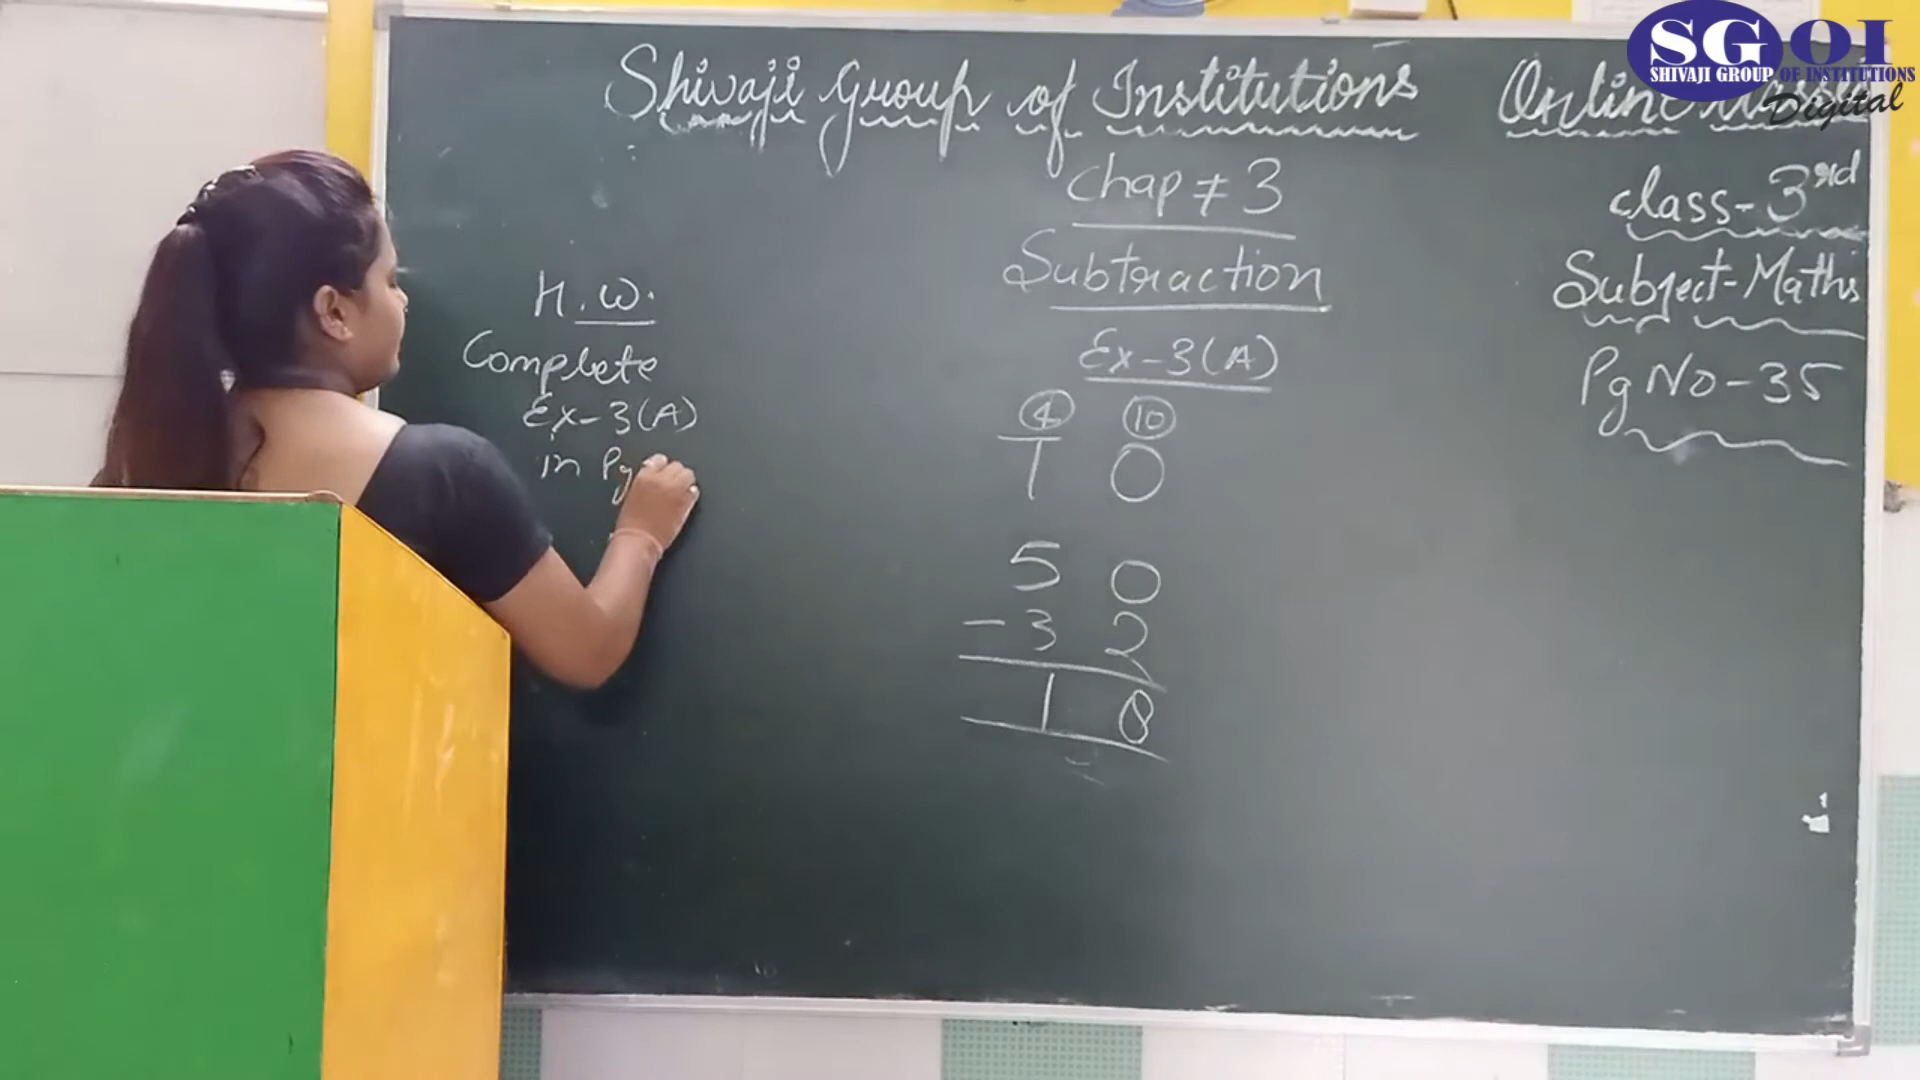 SGOI
SHIVAJI GROUP OF INSTITUTIONS
Digital
Shivaji Group of Institutions Online
Chap ≠ 3
Subtraction
Ex-3(A)
class-3rd
Subject-Maths
Pg No-35
H.W.
Complete
Ex-3(A)
in Pg
4 10
T O
5 0
- 3 2
1 8